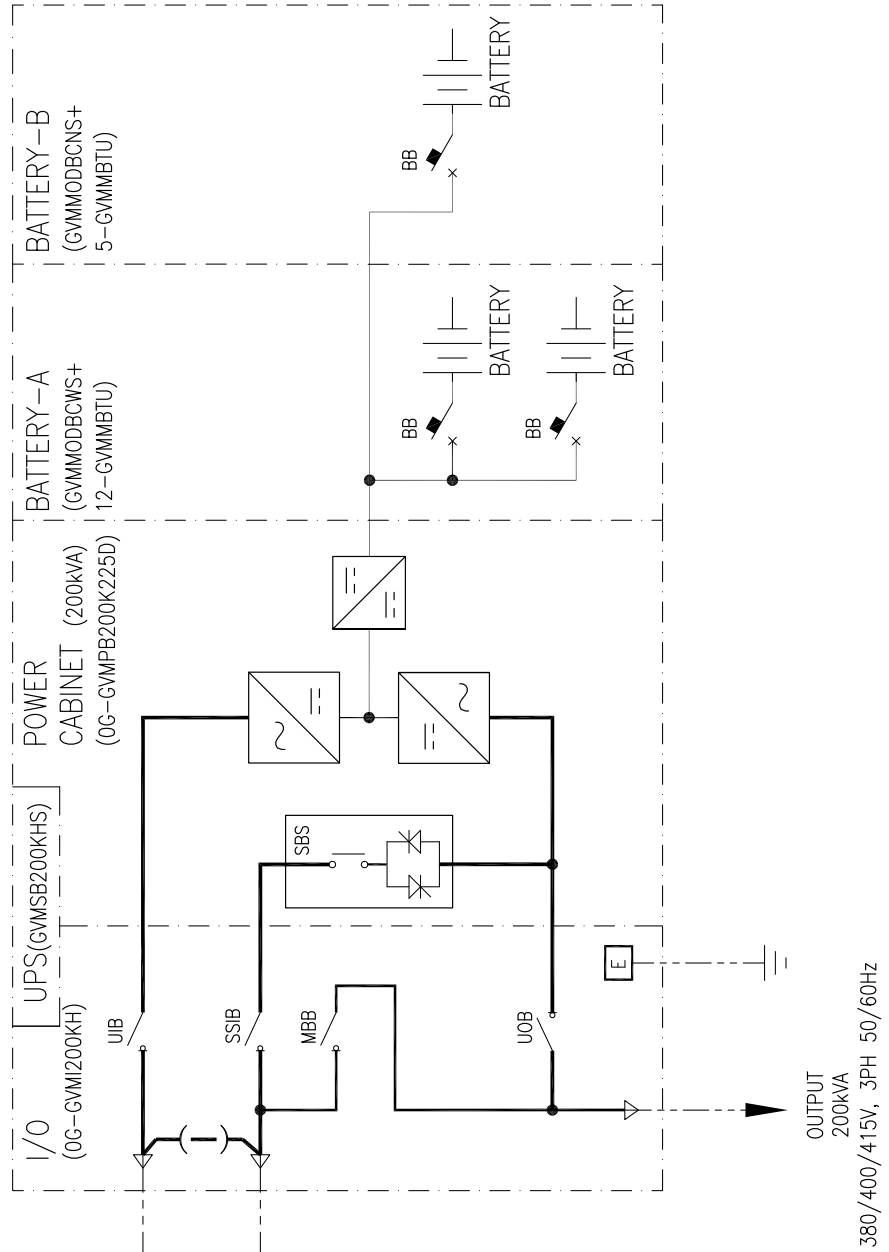 I/O
(0G-GVMI200KH)
UPS(GVMSB200KHS)
POWER
CABINET (200kVA)
(0G-GVMPB200K225D)
BATTERY-A
(GVMMODBCWS+
12-GVMMBTU)
BATTERY-B
(GVMMODBCNS+
5-GVMMBTU)
UIB
SSIB
MBB
UOB
SBS
E
BB
BATTERY
BB
BATTERY
BB
BATTERY
OUTPUT
200kVA
380/400/415V, 3PH 50/60Hz